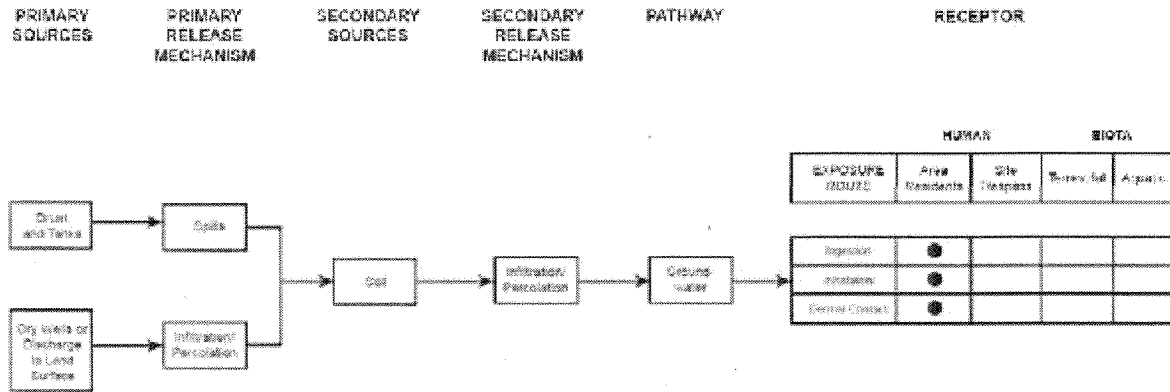 PRIMARY
SOURCES
PRIMARY
RELEASE
MECHANISM
SECONDARY
SOURCES
SECONDARY
RELEASE
MECHANISM
PATHWAY
RECEPTOR
HUMAN
BIOTA
EXPOSURE
ROUTE
Area
Residents
Site
Trespass
Terrestrial
Aquatic
Drum
and Tanks
Spills
Dry Wells or
Discharge
to Land
Surface
Infiltration/
Percolation
Soil
Infiltration/
Percolation
Ground-
water
Ingestion
Inhalation
Dermal Contact